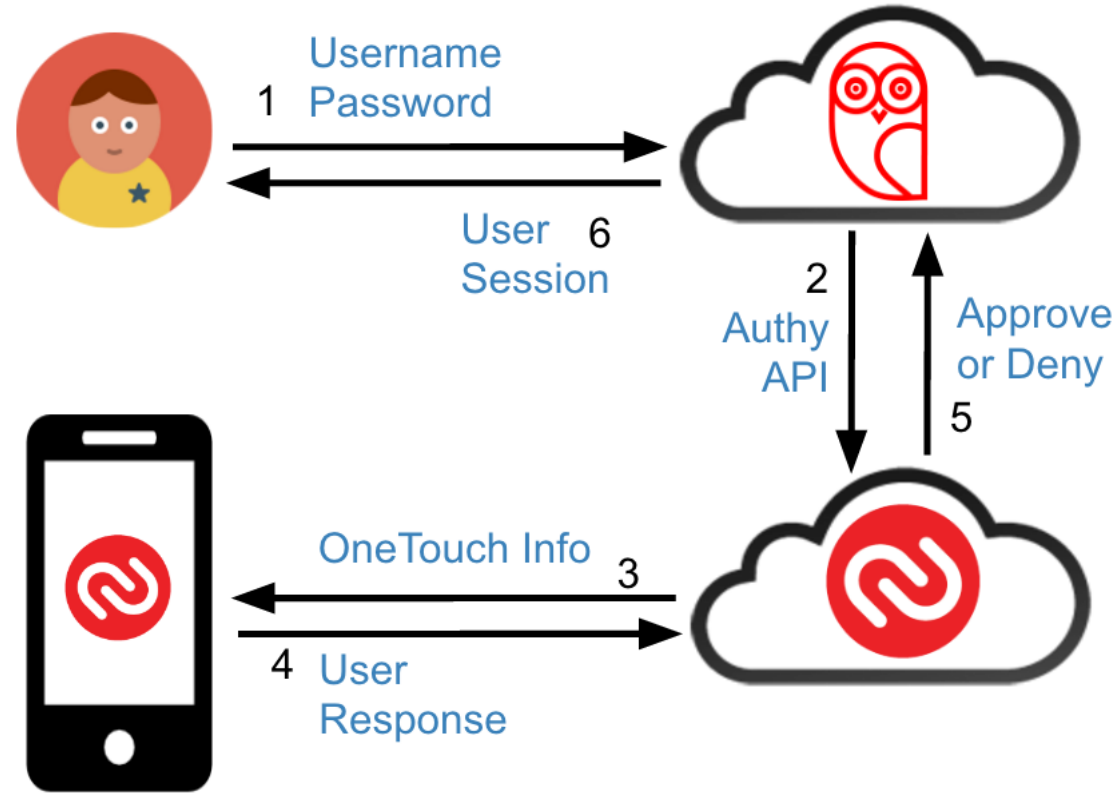 1
Username
Password
User 6
Session
2
Authy
API
Approve
or Deny
5
OneTouch Info
3
4
User
Response